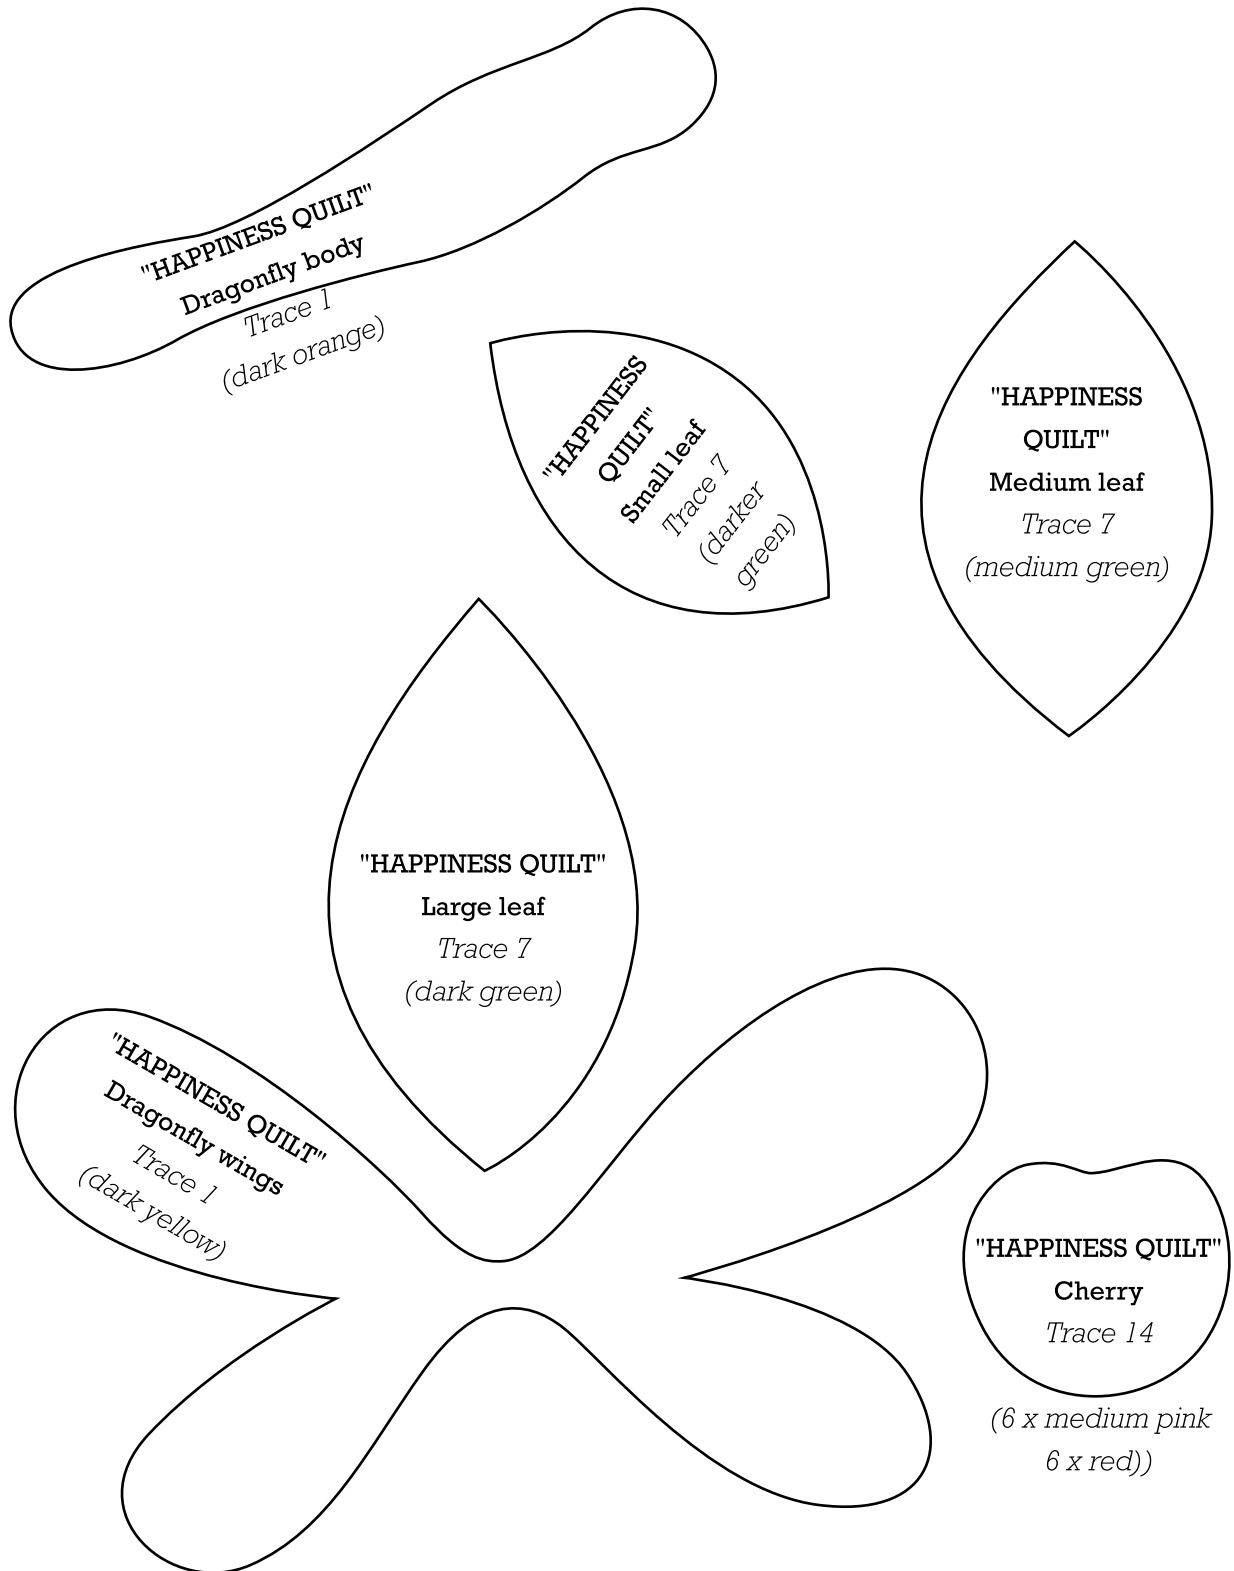 "HAPPINESS QUILT"
Dragonfly body
Trace 1
(dark orange)
"HAPPINESS
QUILT"
Small leaf
Trace 7
(darker
green)
"HAPPINESS
QUILT"
Medium leaf
Trace 7
(medium green)
"HAPPINESS QUILT"
Large leaf
Trace 7
(dark green)
"HAPPINESS QUILT"
Dragonfly wings
Trace 1
(dark yellow)
"HAPPINESS QUILT"
Cherry
Trace 14
(6 x medium pink
6 x red))